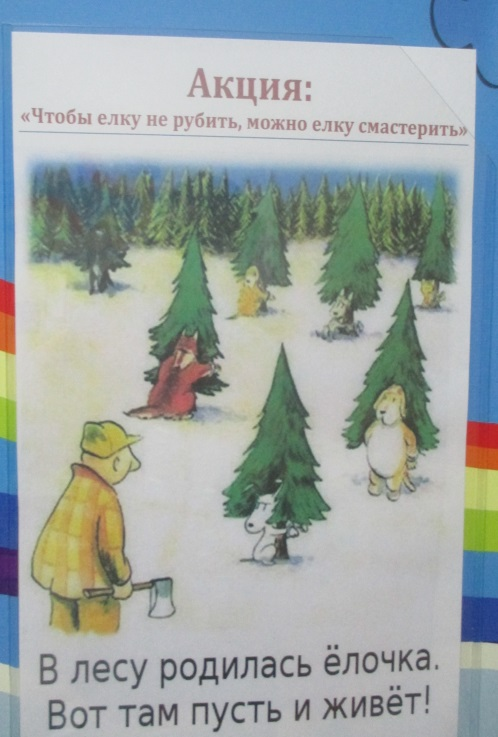 Акция:
«Чтобы елку не рубить, можно елку смастерить»
В лесу родилась ёлочка.
Вот там пусть и живёт!